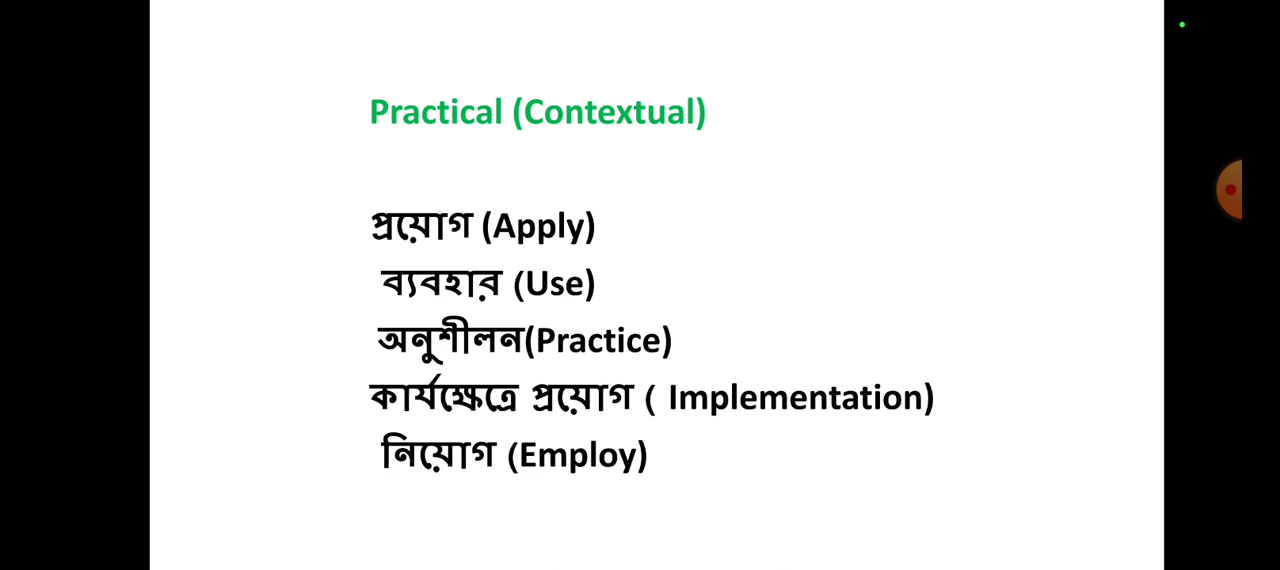 Practical (Contextual)
প্রয়োগ (Apply)
ব্যবহার (Use)
অনুশীলন(Practice)
কার্যক্ষেত্রে প্রয়োগ ( Implementation)
নিয়োগ (Employ)